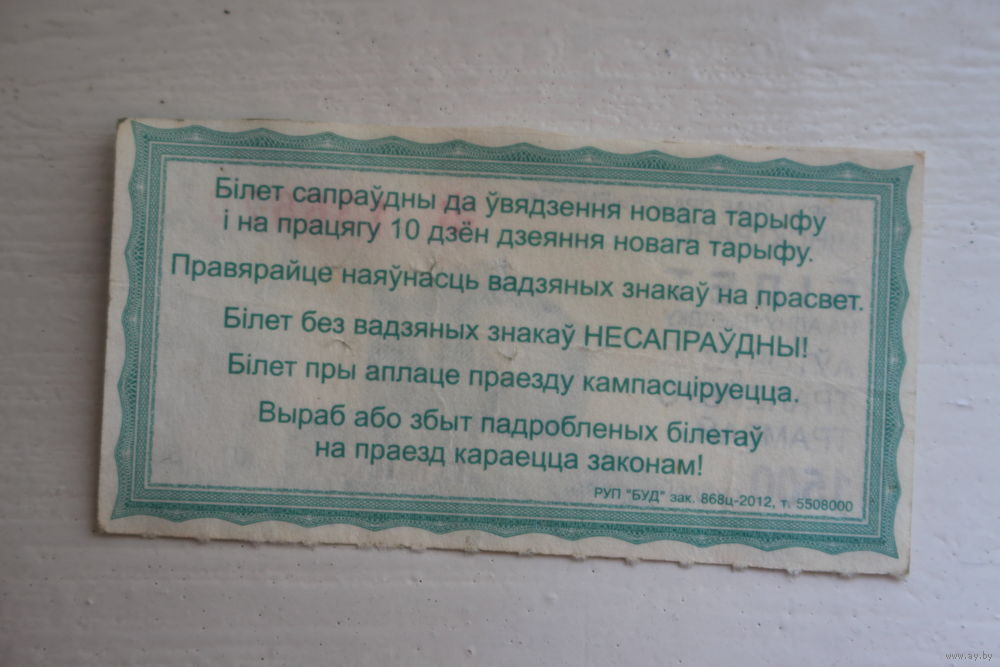 Білет сапраўдны да ўвядзення новага тарыфу
і на працягу 10 дзён дзеяння новага тарыфу.
Правярайце наяўнасць вадзяных знакаў на прасвет.
Білет без вадзяных знакаў НЕСАПРАЎДНЫ!
Білет пры аплаце праезду кампасціруецца.
Выраб або збыт падробленых білетаў
на праезд караецца законам!
РУП "БУД" зак. 868ц-2012, т. 5508000
www.ay.by